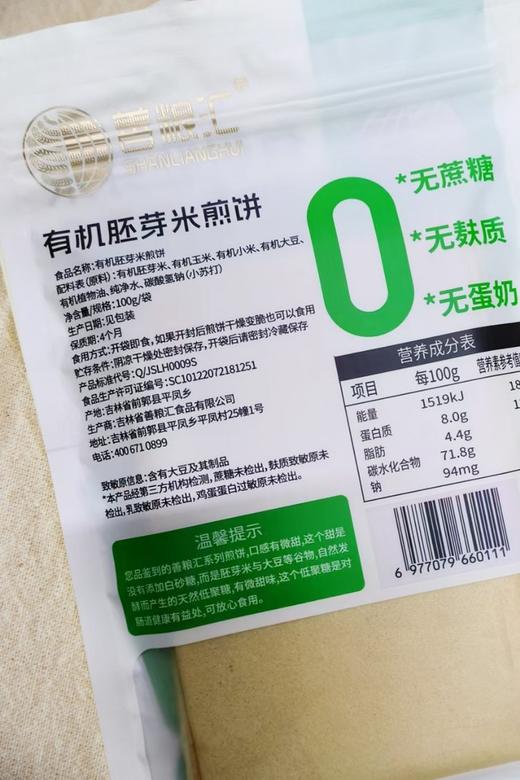 善粮汇®
SHANLIANGHUI
有机胚芽米煎饼
食品名称:有机胚芽米煎饼
配料表(原料):有机胚芽米、有机玉米、有机小米、有机大豆、
有机植物油、纯净水、碳酸氢钠(小苏打)
净含量/规格:100g/袋
生产日期:见包装
保质期:4个月
食用方式:开袋即食,如果开封后煎饼干燥变脆也可以食用
贮存条件:阴凉干燥处密封保存,开袋后请密封冷藏保存
产品标准代号:Q/JSLH0009S
食品生产许可证编号:SC10122072181251
产地:吉林省前郭县平凤乡
生产商:吉林省善粮汇食品有限公司
地址:吉林省前郭县平凤乡平凤村25幢1号
电话:400 671 0899
致敏原信息:含有大豆及其制品
*本产品经第三方机构检测,蔗糖未检出,麸质致敏原未
检出,乳致敏原未检出,鸡蛋蛋白过敏原未检出。
0
*无蔗糖
*无麸质
*无蛋奶
营养成分表
项目 每100g 营养素参考值
能量 1519kJ 18
蛋白质 8.0g
脂肪 4.4g
碳水化合物 71.8g
钠 94mg
6 977079 660111
温馨提示
您品鉴到的善粮汇系列煎饼,口感有微甜,这个甜是
没有添加白砂糖,而是胚芽米与大豆等谷物,自然发
酵而产生的天然低聚糖,有微甜味,这个低聚糖是对
肠道健康有益处,可放心食用。